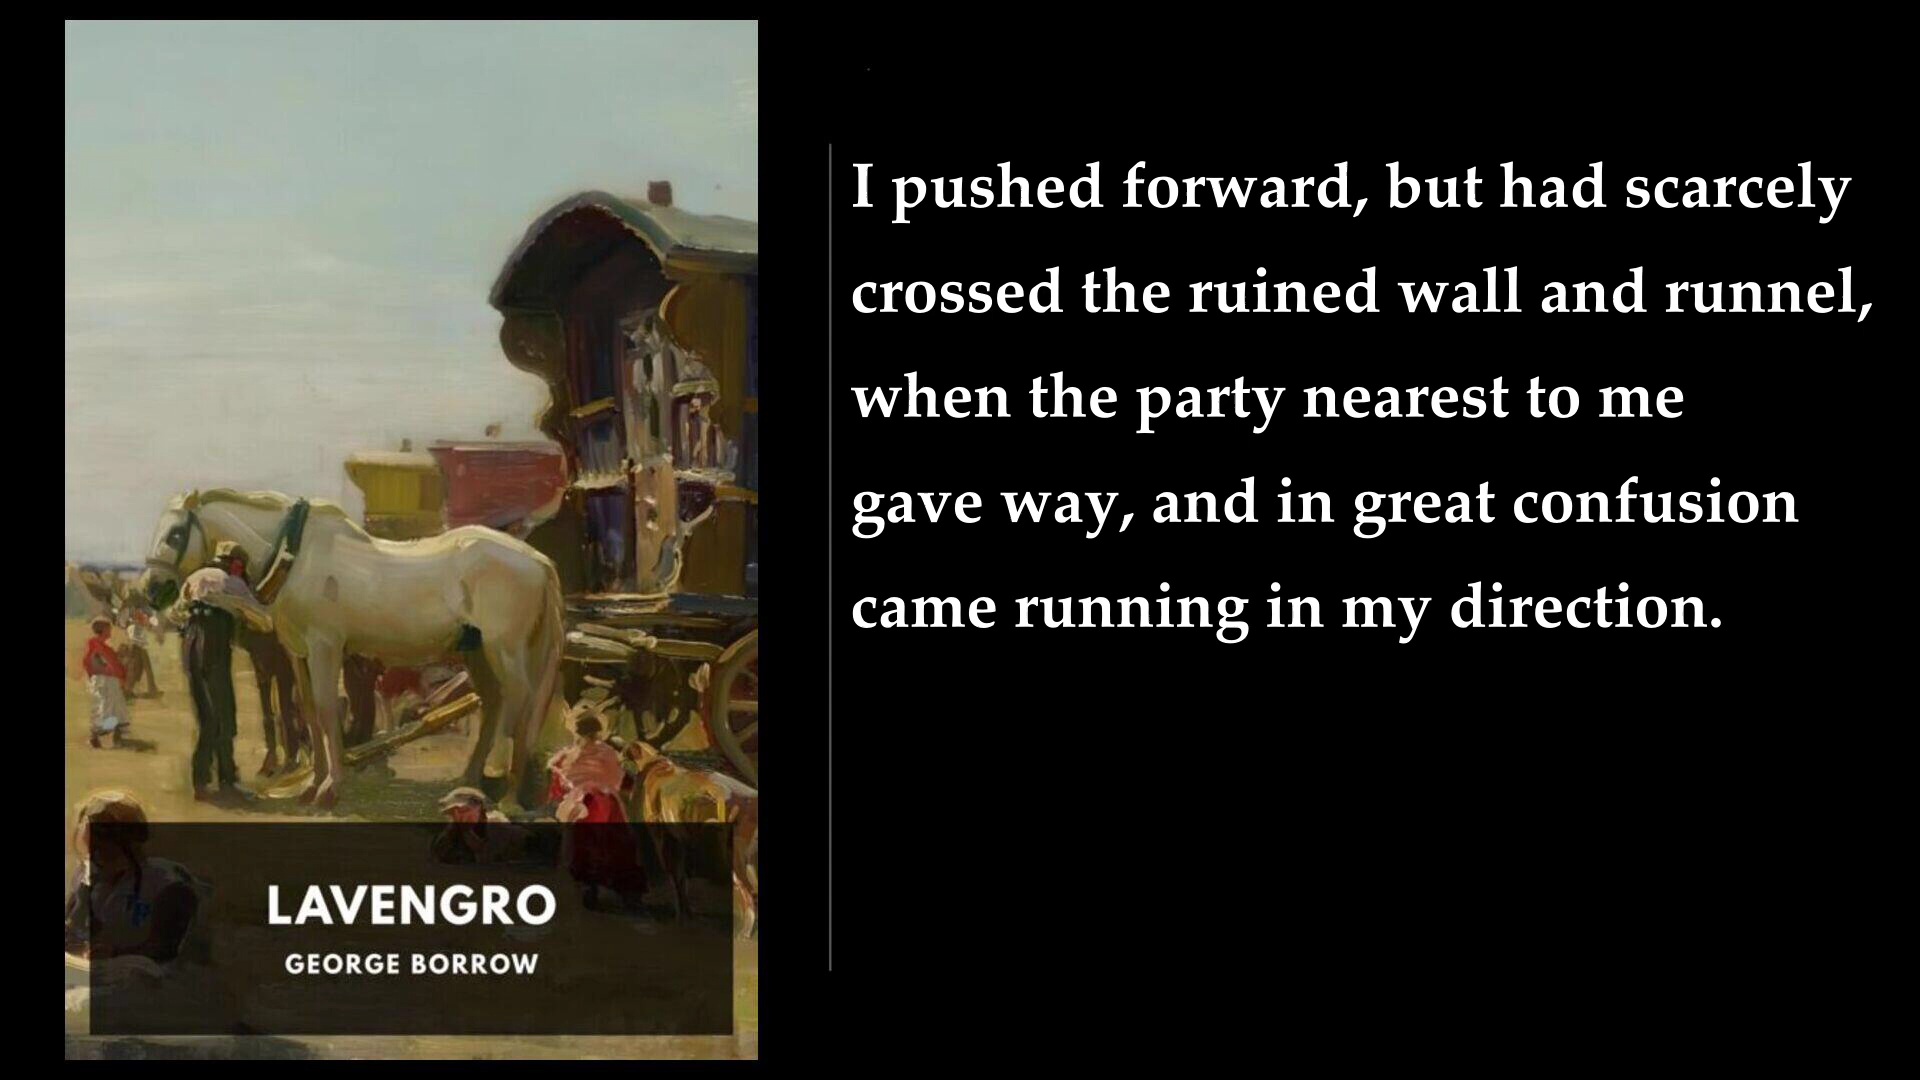 I pushed forward, but had scarcely
crossed the ruined wall and runnel,
when the party nearest to me
gave way, and in great confusion
came running in my direction.
LAVENGRO
GEORGE BORROW